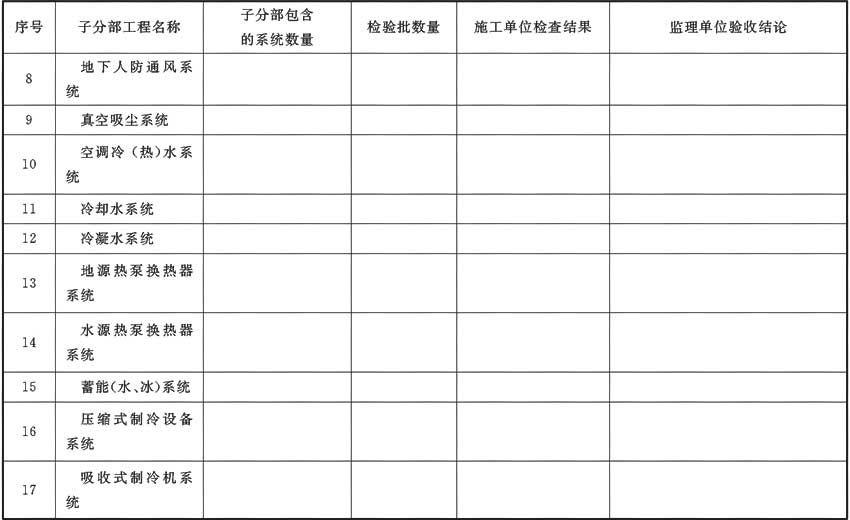 序号
子分部工程名称
子分部包含
的系统数量
检验批数量
施工单位检查结果
监理单位验收结论
8
地下人防通风系
统
9
真空吸尘系统
10
空调冷（热）水系
统
11
冷却水系统
12
冷凝水系统
13
地源热泵换热器
系统
14
水源热泵换热器
系统
15
蓄能(水、冰)系统
16
压缩式制冷设备
系统
17
吸收式制冷机系
统